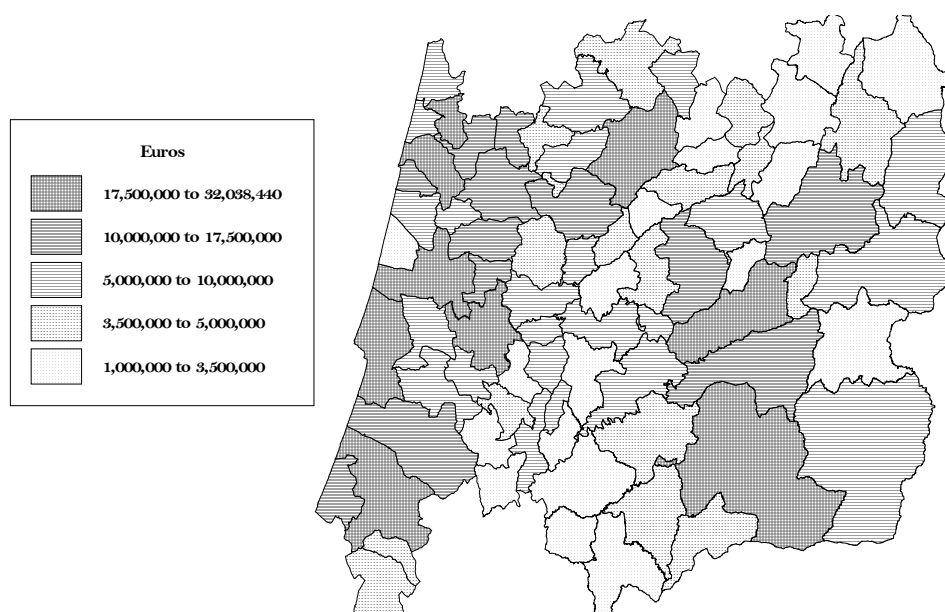 Euros
17,500,000 to 32,038,440
10,000,000 to 17,500,000
5,000,000 to 10,000,000
3,500,000 to 5,000,000
1,000,000 to 3,500,000